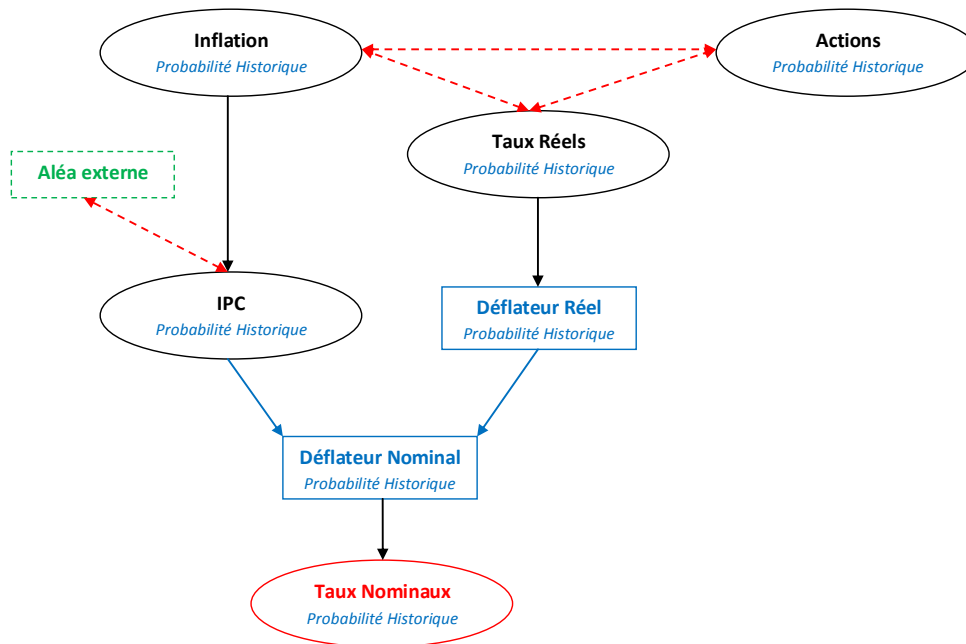 Inflation
Probabilité Historique
Actions
Probabilité Historique
Taux Réels
Probabilité Historique
Aléa externe
IPC
Probabilité Historique
Déflateur Réel
Probabilité Historique
Déflateur Nominal
Probabilité Historique
Taux Nominaux
Probabilité Historique